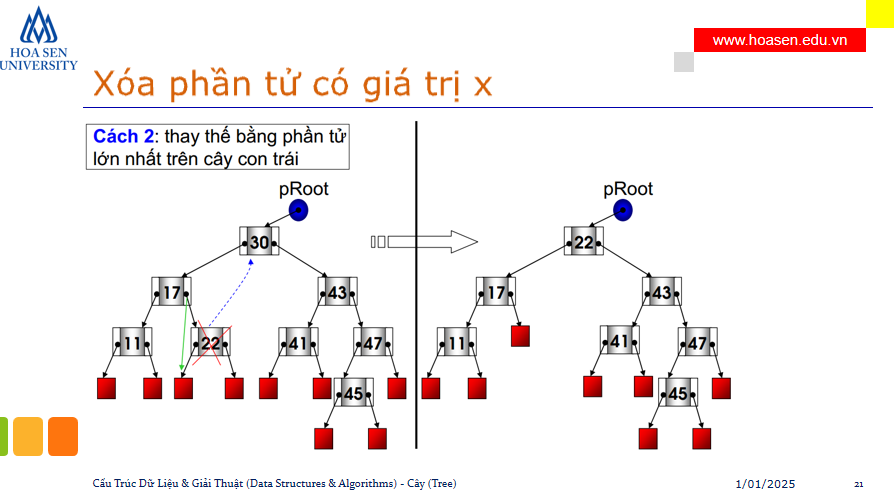 HOA SEN
UNIVERSITY
www.hoasen.edu.vn
Xóa phần tử có giá trị x
Cách 2: thay thế bằng phần tử
lớn nhất trên cây con trái
pRoot
30
17
43
11
22
41
47
45
pRoot
22
17
43
11
41
47
45
Cấu Trúc Dữ Liệu & Giải Thuật (Data Structures & Algorithms) - Cây (Tree)
1/01/2025
21